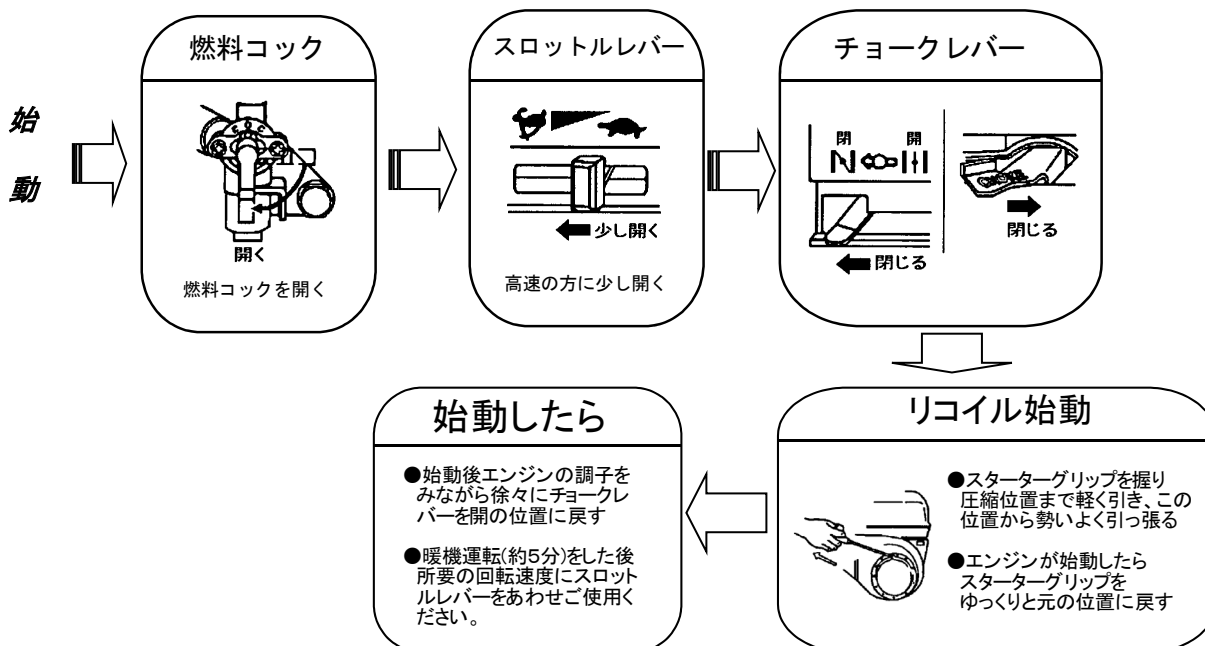 始
動
燃料コック
開く
燃料コックを開く
スロットルレバー
少し開く
高速の方に少し開く
チョークレバー
閉 開
閉じる
閉じる
リコイル始動
●スターターグリップを握り
圧縮位置まで軽く引き、この
位置から勢いよく引っ張る
●エンジンが始動したら
スターターグリップを
ゆっくりと元の位置に戻す
始動したら
●始動後エンジンの調子を
みながら徐々にチョークレ
バーを開の位置に戻す
●暖機運転(約5分)をした後
所要の回転速度にスロット
ルレバーをあわせご使用く
ださい。